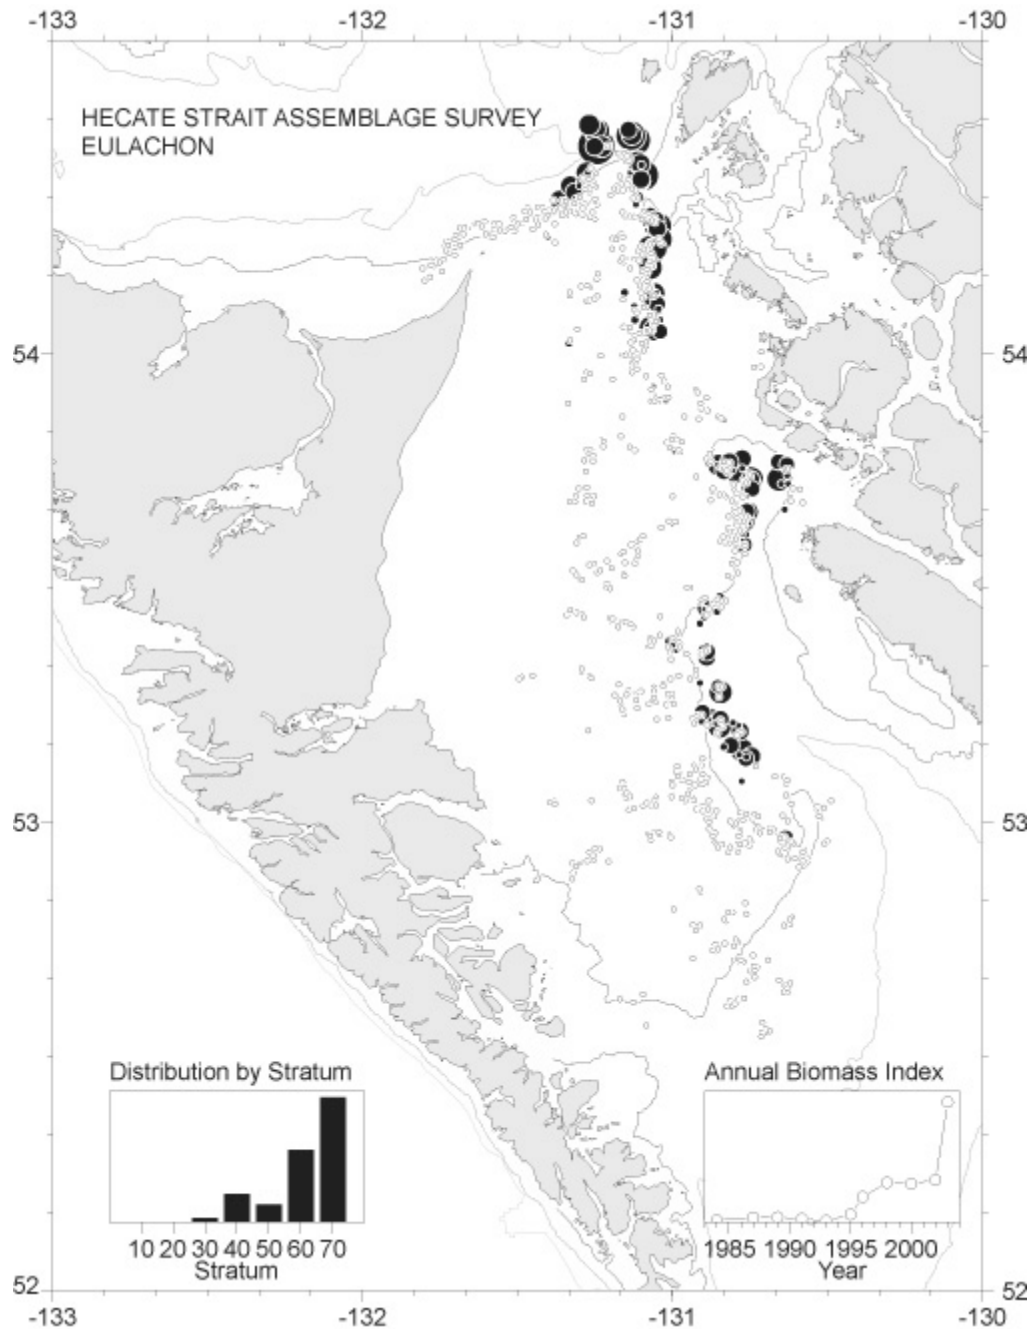 -133 -132 -131 -130
HECATE STRAIT ASSEMBLAGE SURVEY
EULACHON
54 54
53 53
Distribution by Stratum
10 20 30 40 50 60 70
Stratum
Annual Biomass Index
1985 1990 1995 2000
Year
52 52
-133 -132 -131 -130